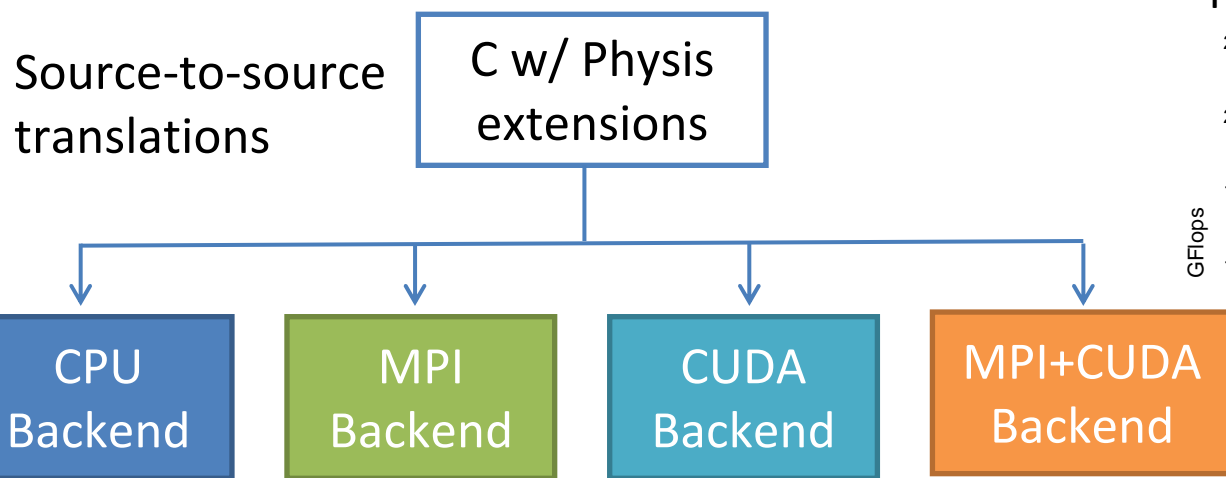 Source-to-source
translations
C w/ Physis
extensions
GFlops
CPU
Backend
MPI
Backend
CUDA
Backend
MPI+CUDA
Backend